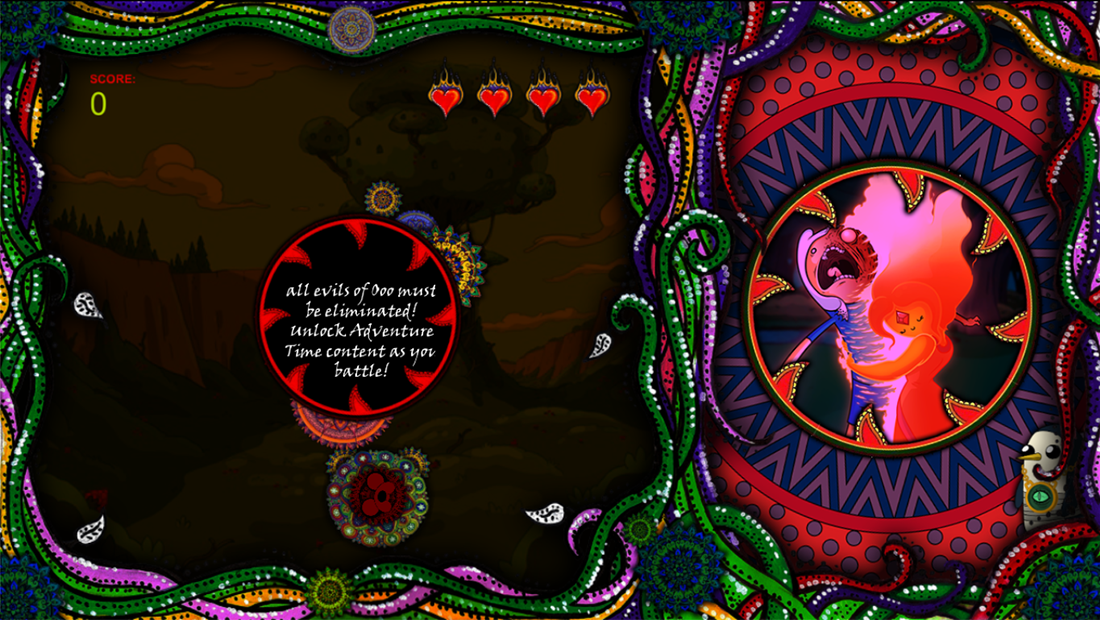 SCORE:
0
all evils of Ooo must
be eliminated!
Unlock Adventure
Time content as you
battle!